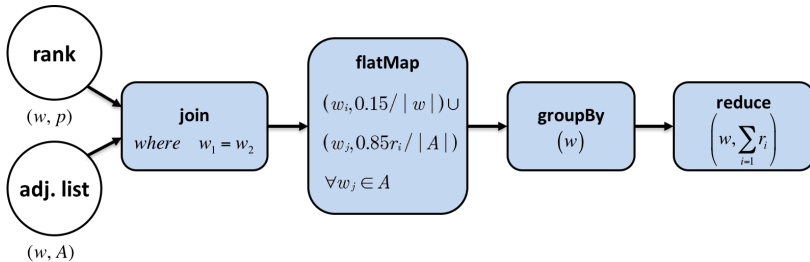 rank
(w, p)
adj. list
(w, A)
join
where w₁ = w₂
flatMap
(wᵢ, 0.15 / | w |) ∪
(wⱼ, 0.85rᵢ / | A |)
∀wⱼ ∈ A
groupBy
(w)
reduce
(w, ∑ᵢ₌₁ rᵢ)